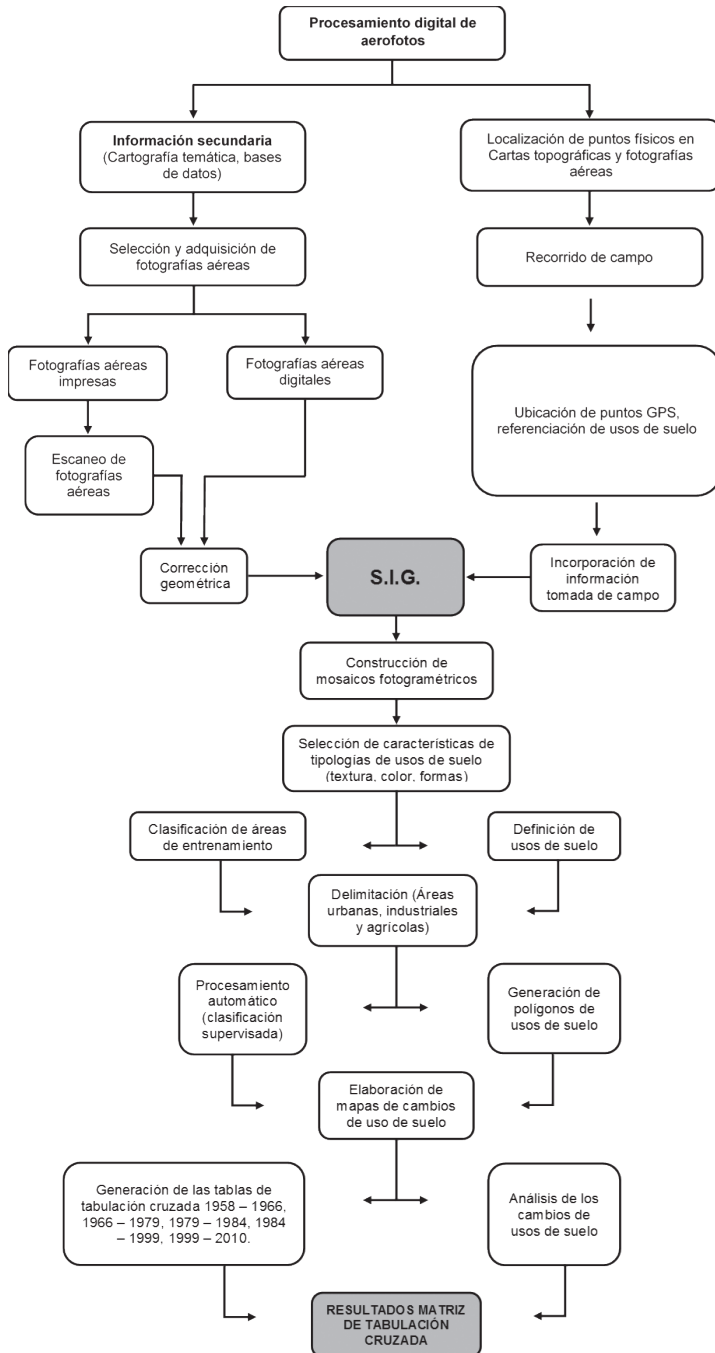 Procesamiento digital de
aerofotos
Información secundaria
(Cartografía temática, bases
de datos)
Localización de puntos físicos en
Cartas topográficas y fotografías
aéreas
Selección y adquisición de
fotografías aéreas
Recorrido de campo
Fotografías aéreas
impresas
Fotografías aéreas
digitales
Ubicación de puntos GPS,
referenciación de usos de suelo
Escaneo de
fotografías
aéreas
Corrección
geométrica
S.I.G.
Incorporación de
información
tomada de campo
Construcción de
mosaicos fotogramétricos
Selección de características de
tipologías de usos de suelo
(textura, color, formas)
Clasificación de áreas
de entrenamiento
Definición de
usos de suelo
Delimitación (Áreas
urbanas, industriales
y agrícolas)
Procesamiento
automático
(clasificación
supervisada)
Generación de
polígonos de
usos de suelo
Elaboración de
mapas de cambios
de uso de suelo
Generación de las tablas de
tabulación cruzada 1958 – 1966,
1966 – 1979, 1979 – 1984, 1984
– 1999, 1999 – 2010.
Análisis de los
cambios de
usos de suelo
RESULTADOS MATRIZ
DE TABULACIÓN
CRUZADA